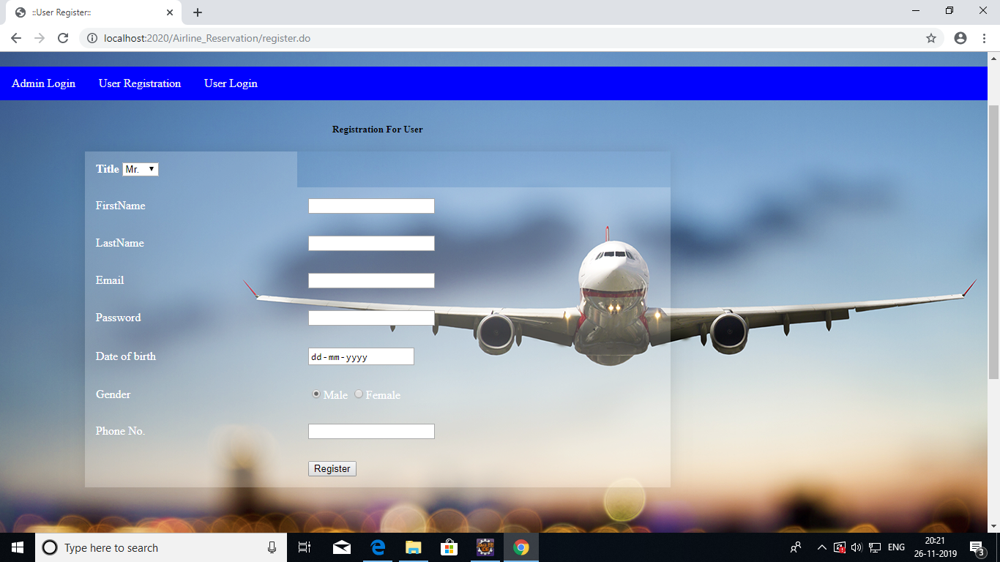 ::User Register::
localhost:2020/Airline_Reservation/register.do
Admin Login User Registration User Login
Registration For User
Title Mr.
FirstName
LastName
Email
Password
Date of birth dd-mm-yyyy
Gender Male Female
Phone No.
Register
Type here to search
ENG
20:21
26-11-2019
3